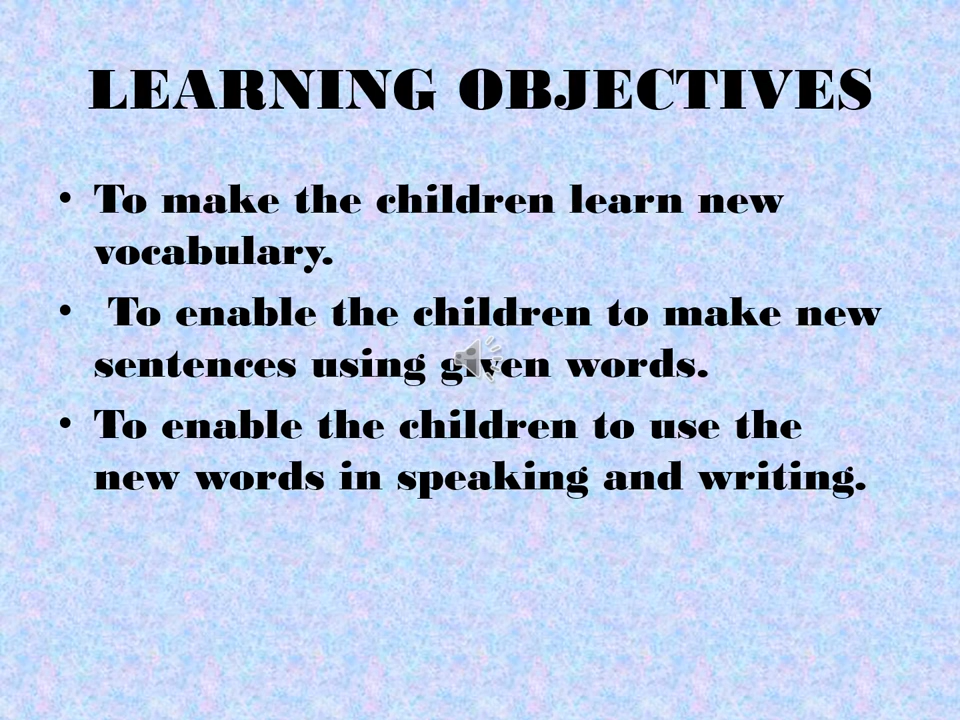 LEARNING OBJECTIVES
• To make the children learn new
vocabulary.
• To enable the children to make new
sentences using given words.
• To enable the children to use the
new words in speaking and writing.